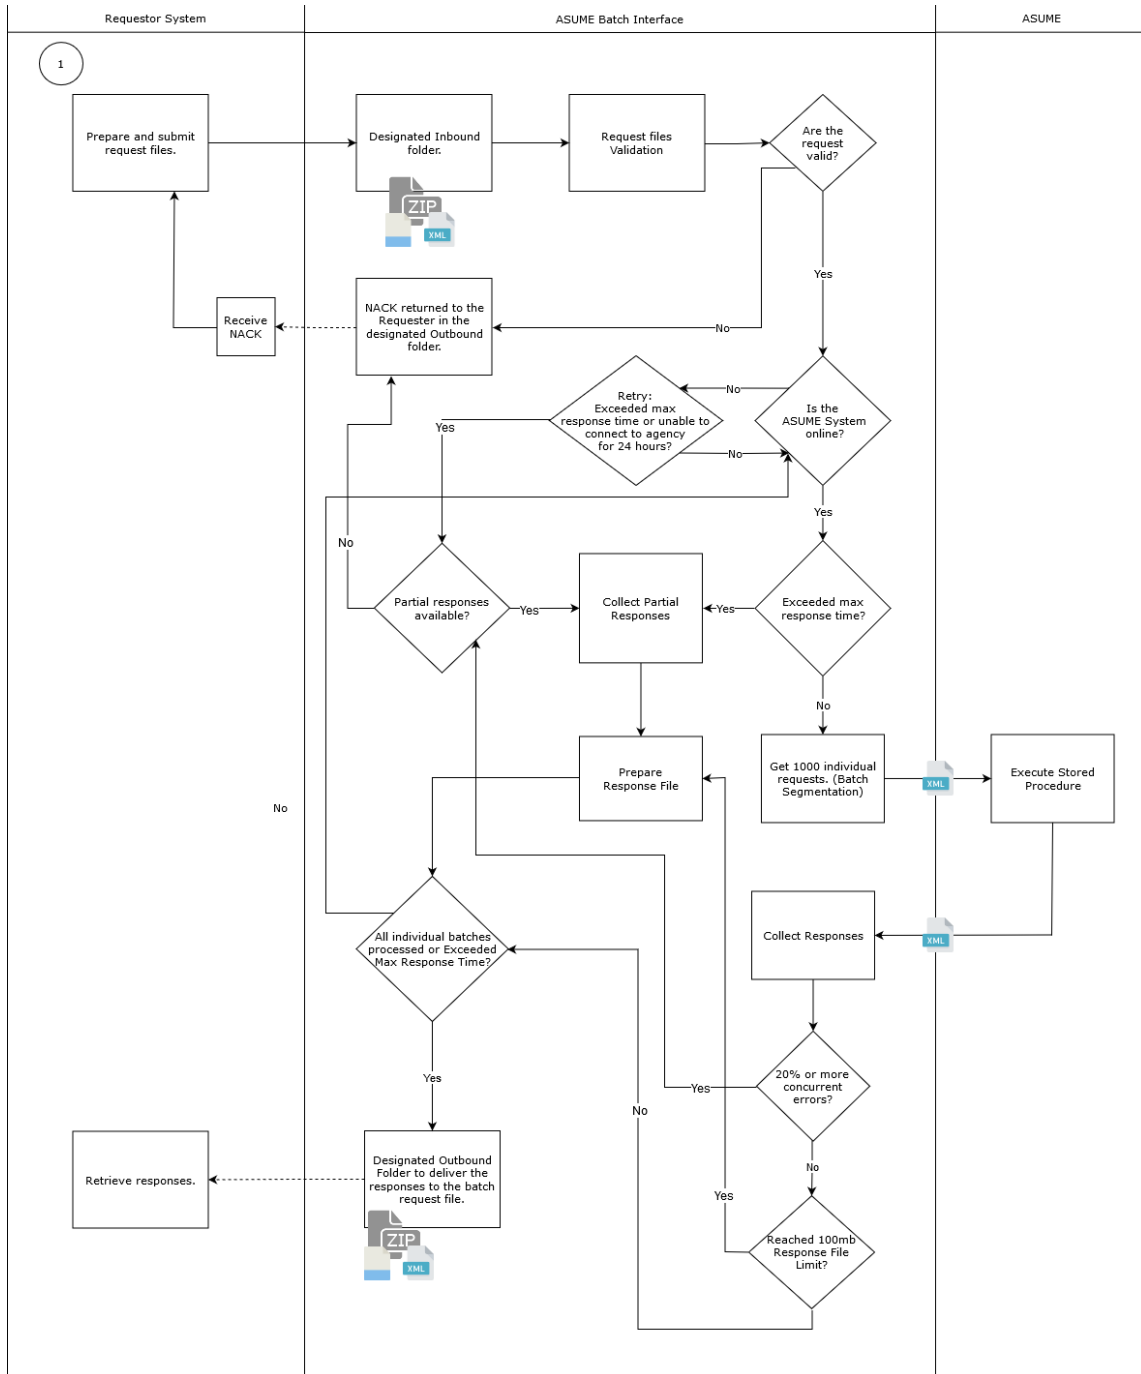 Requestor System
ASUME Batch Interface
ASUME
1
Prepare and submit
request files.
Designated Inbound
folder.
ZIP
XML
Request files
Validation
Are the
request
valid?
Yes
No
NACK returned to the
Requester in the
designated Outbound
folder.
Receive
NACK
Is the
ASUME System
online?
No
Retry:
Exceeded max
response time or unable to
connect to agency
for 24 hours?
No
Yes
Yes
No
Partial responses
available?
Yes
Collect Partial
Responses
Yes
Exceeded max
response time?
No
Get 1000 individual
requests. (Batch
Segmentation)
XML
Execute Stored
Procedure
Prepare
Response File
No
All individual batches
processed or Exceeded
Max Response Time?
Collect Responses
XML
20% or more
concurrent
errors?
Yes
No
Yes
No
Reached 100mb
Response File
Limit?
Yes
Designated Outbound
Folder to deliver the
responses to the batch
request file.
ZIP
XML
Retrieve responses.